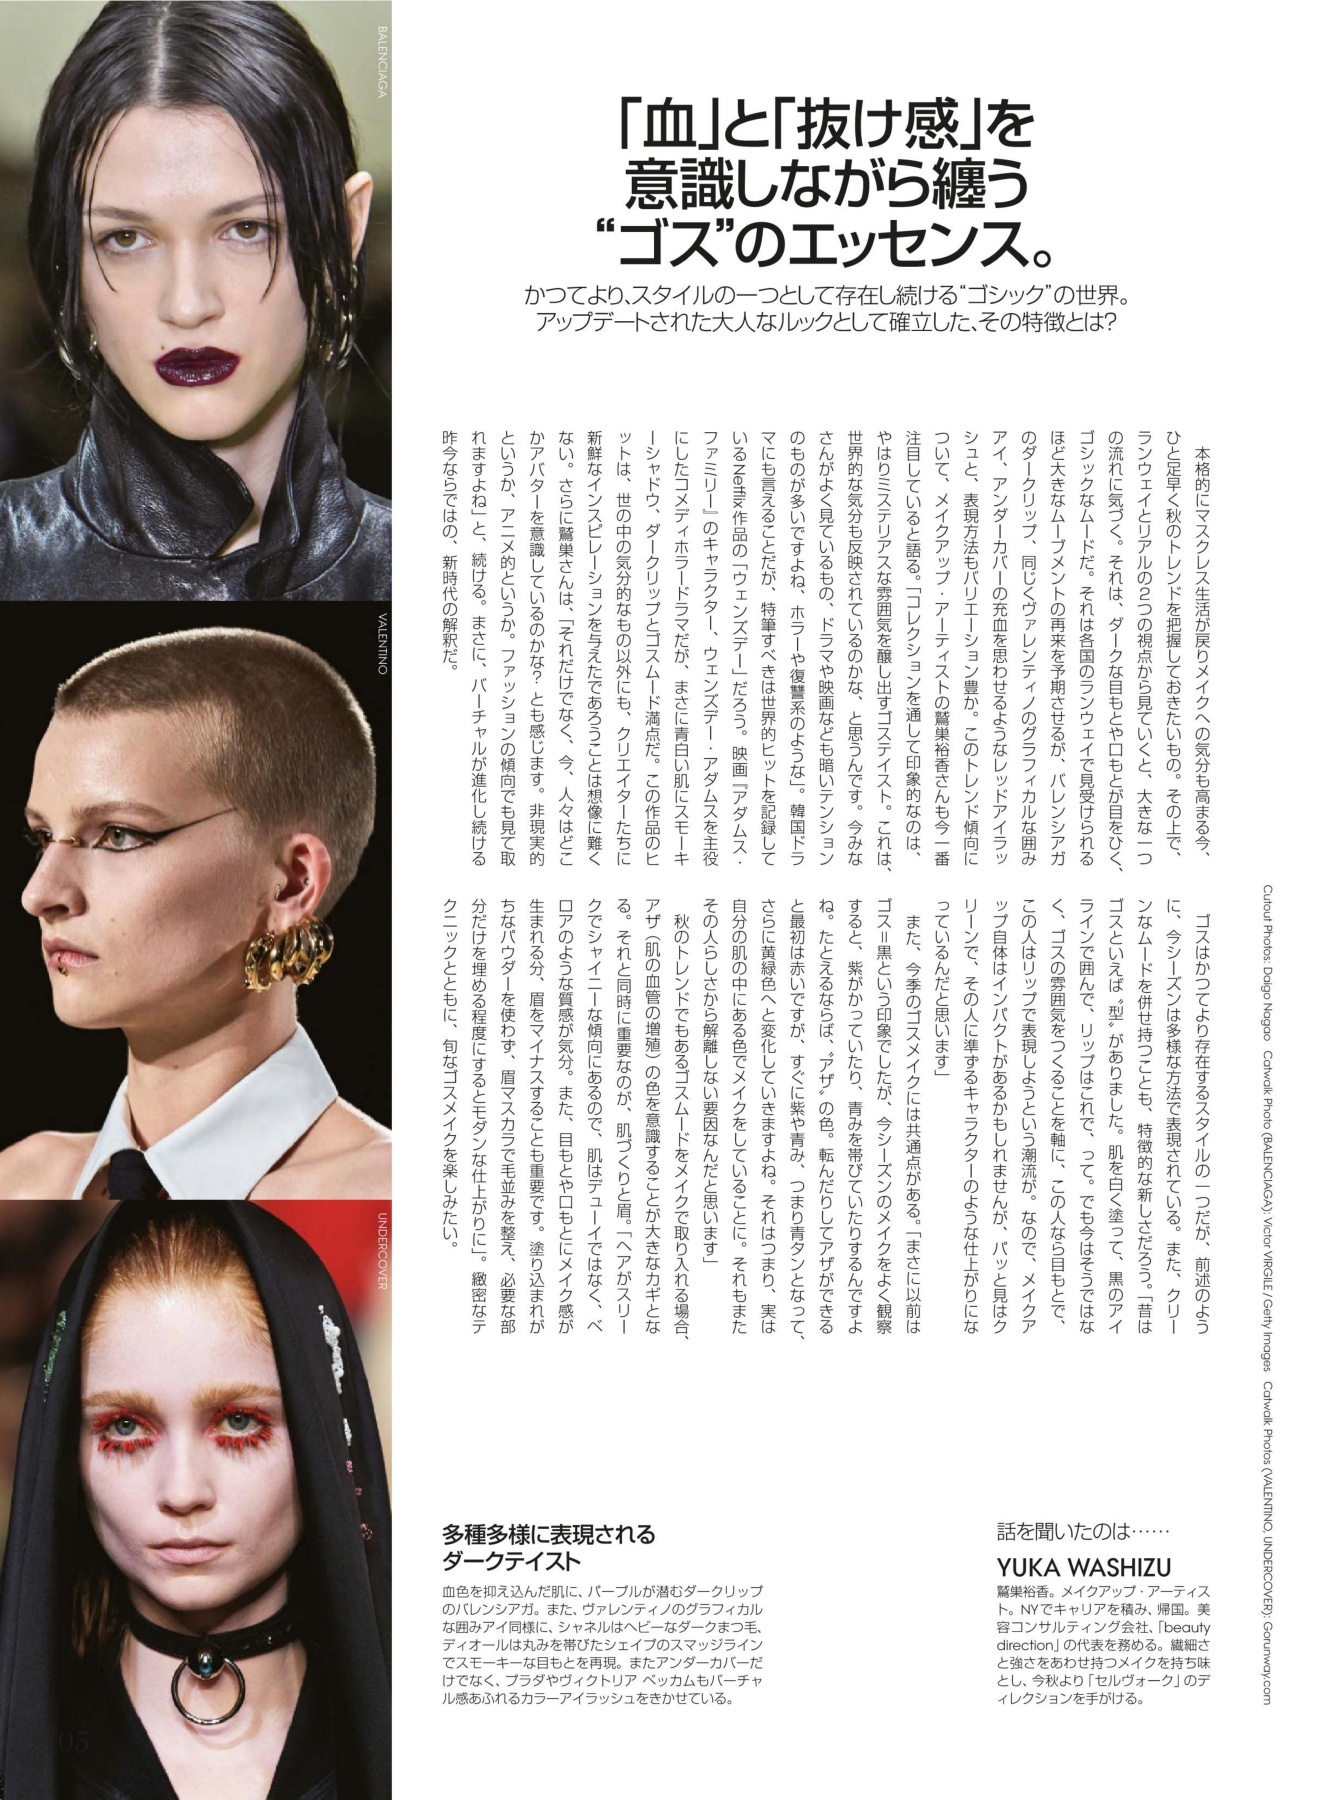 「血」と「抜け感」を
意識しながら纏う
“ゴス”のエッセンス。
かつてより、スタイルの一つとして存在し続ける“ゴシック”の世界。
アップデートされた大人なルックとして確立した、その特徴とは?
本格的にマスクレス生活が戻りメイクへの気分も高まる今、
ひと足早く秋のトレンドを把握しておきたいもの。その上で、
ランウェイとリアルの2つの視点から見ていくと、大きな一つ
の流れに気づく。それは、ダークな目もとや口もとが目をひく、
ゴシックなムードだ。それは各国のランウェイで見受けられる
ほど大きなムーブメントの再来を予期させるが、バレンシアガ
のダークリップ、同じくヴァレンティノのグラフィカルな囲み
アイ、アンダーカバーの充血を思わせるようなレッドアイラッ
シュと、表現方法もバリエーション豊か。このトレンド傾向に
ついて、メイクアップ・アーティストの鷲巣裕香さんも今一番
注目していると語る。「コレクションを通して印象的なのは、
やはりミステリアスな雰囲気を醸し出すゴステイスト。これは、
世界的な気分も反映されているのかな、と思うんです。今みな
さんがよく見ているもの、ドラマや映画なども暗いテンション
のものが多いですよね、ホラーや復讐系のような」。韓国ドラ
マにも言えることだが、特筆すべきは世界的ヒットを記録して
いるNetflix作品の「ウェンズデー」だろう。映画『アダムス・
ファミリー』のキャラクター、ウェンズデー・アダムスを主役
にしたコメディホラードラマだが、まさに青白い肌にスモーキ
ーシャドウ、ダークリップとゴスムード満点だ。この作品のヒ
ットは、世の中の気分的なもの以外にも、クリエイターたちに
新鮮なインスピレーションを与えたであろうことは想像に難く
ない。さらに鷲巣さんは、「それだけでなく、今、人々はどこ
かアバターを意識しているのかな? とも感じます。非現実的
というか、アニメ的というか。ファッションの傾向でも見て取
れますよね」と、続ける。まさに、バーチャルが進化し続ける
昨今ならではの、新時代の解釈だ。
ゴスはかつてより存在するスタイルの一つだが、前述のよう
に、今シーズンは多様な方法で表現されている。また、クリー
ンなムードを併せ持つことも、特徴的な新しさだろう。「昔は
ゴスといえば〝型〟がありました。肌を白く塗って、黒のアイ
ラインで囲んで、リップはこれで、って。でも今はそうではな
く、ゴスの雰囲気をつくることを軸に、この人なら目もとで、
この人はリップで表現しようという潮流が。なので、メイクア
ップ自体はインパクトがあるかもしれませんが、パッと見はク
リーンで、その人に準ずるキャラクターのような仕上がりにな
っているんだと思います」
また、今季のゴスメイクには共通点がある。「まさに以前は
ゴス=黒という印象でしたが、今シーズンのメイクをよく観察
すると、紫がかっていたり、青みを帯びていたりするんですよ
ね。たとえるならば、〝アザ〟の色。転んだりしてアザができる
と最初は赤いですが、すぐに紫や青み、つまり青タンとなって、
さらに黄緑色へと変化していきますよね。それはつまり、実は
自分の肌の中にある色でメイクをしていることに。それもまた
その人らしさから解離しない要因なんだと思います」
秋のトレンドでもあるゴスムードをメイクで取り入れる場合、
アザ(肌の血管の増殖)の色を意識することが大きなカギとな
る。それと同時に重要なのが、肌づくりと眉。「ヘアがスリー
クでシャイニーな傾向にあるので、肌はデューイではなく、ベ
ロアのような質感が気分。また、目もとや口もとにメイク感が
生まれる分、眉をマイナスすることも重要です。塗り込まれが
ちなパウダーを使わず、眉マスカラで毛並みを整え、必要な部
分だけを埋める程度にするとモダンな仕上がりに」。緻密なテ
クニックとともに、旬なゴスメイクを楽しみたい。
BALENCIAGA
VALENTINO
UNDERCOVER
多種多様に表現される
ダークテイスト
血色を抑え込んだ肌に、パープルが潜むダークリップ
のバレンシアガ。また、ヴァレンティノのグラフィカル
な囲みアイ同様に、シャネルはヘビーなダークまつ毛、
ディオールは丸みを帯びたシェイプのスマッジライン
でスモーキーな目もとを再現。またアンダーカバーだ
けでなく、プラダやヴィクトリア ベッカムもバーチャ
ル感あふれるカラーアイラッシュをきかせている。
話を聞いたのは……
YUKA WASHIZU
鷲巣裕香。メイクアップ・アーティス
ト。NYでキャリアを積み、帰国。美
容コンサルティング会社、「beauty
direction」の代表を務める。繊細さ
と強さをあわせ持つメイクを持ち味
とし、今秋より「セルヴォーク」のデ
ィレクションを手がける。
Cutout Photos: Daigo Nagao Catwalk Photo (BALENCIAGA): Victor VIRGILE / Getty Images Catwalk Photos (VALENTINO, UNDERCOVER): Gorunway.com
05